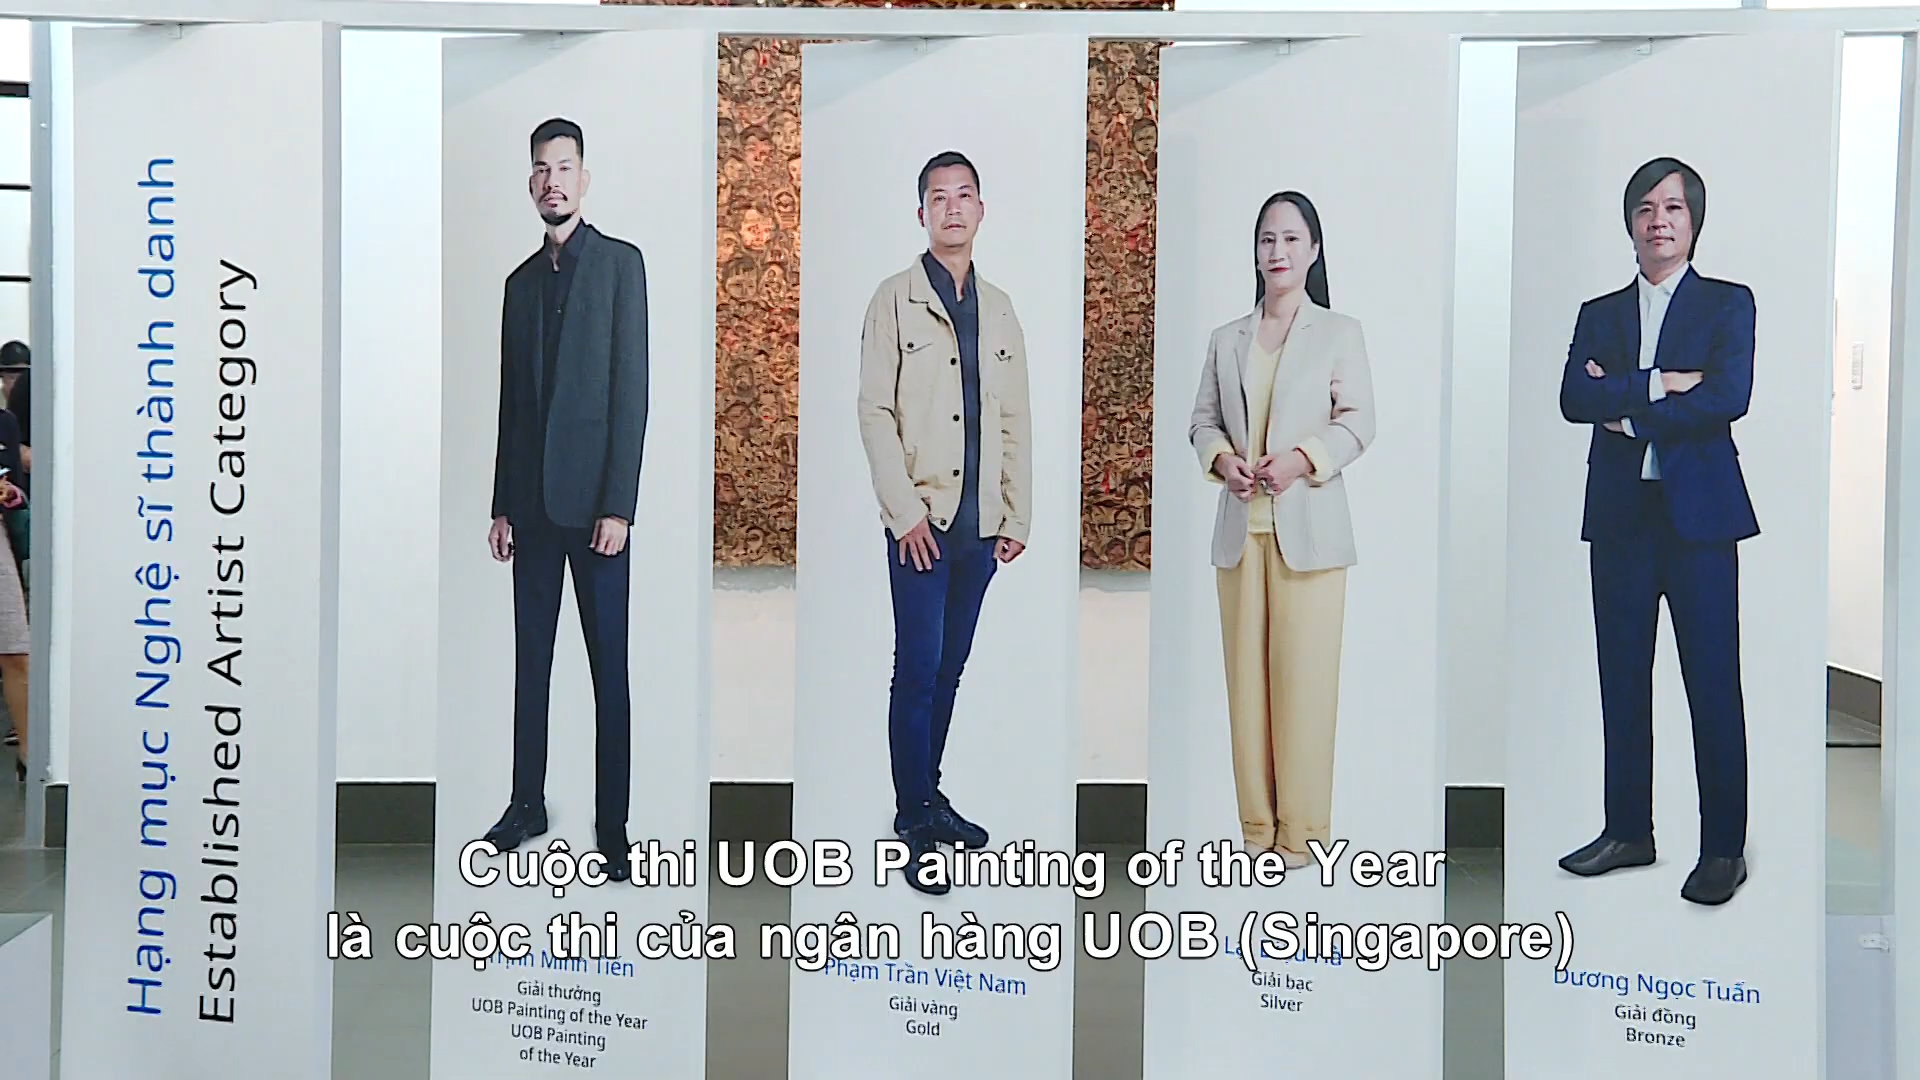 Hạng mục Nghệ sĩ thành danh
Established Artist Category
Minh Tiến
Giải thưởng
UOB Painting of the Year
UOB Painting
of the Year
Phạm Trần Việt Nam
Giải vàng
Gold
Giải bạc
Silver
Dương Ngọc Tuấn
Giải đồng
Bronze
Cuộc thi UOB Painting of the Year
là cuộc thi của ngân hàng UOB (Singapore)